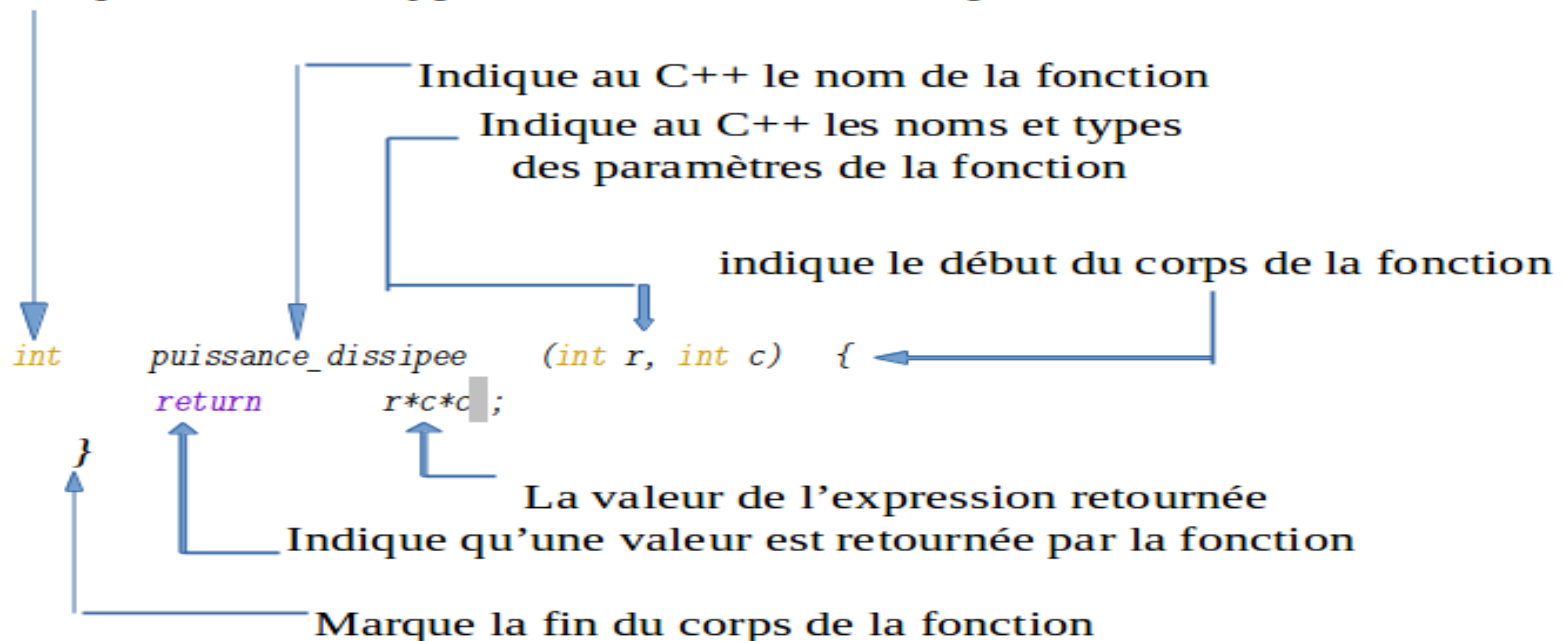 Indique au C++ le nom de la fonction
Indique au C++ les noms et types
des paramètres de la fonction
indique le début du corps de la fonction
int puissance_dissipee (int r, int c) {
return r*c*c ;
}
La valeur de l’expression retournée
Indique qu’une valeur est retournée par la fonction
Marque la fin du corps de la fonction